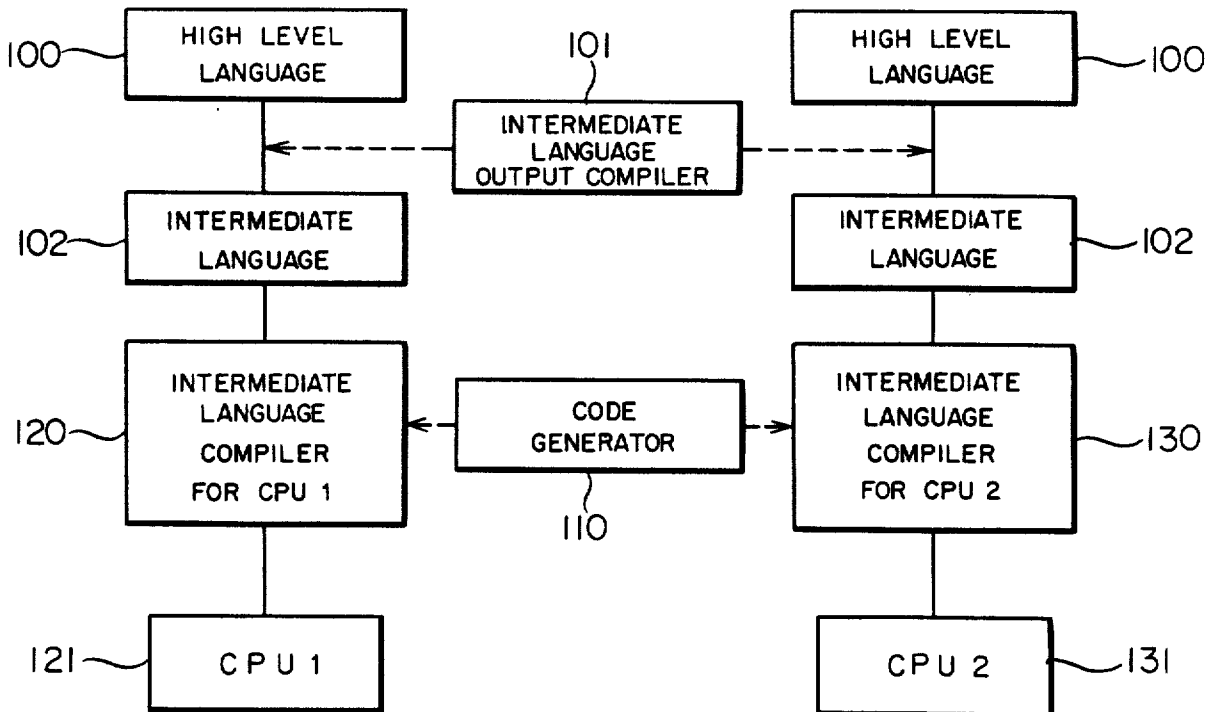 100
HIGH LEVEL
LANGUAGE
101
INTERMEDIATE
LANGUAGE
OUTPUT COMPILER
HIGH LEVEL
LANGUAGE
100
102
INTERMEDIATE
LANGUAGE
INTERMEDIATE
LANGUAGE
102
120
INTERMEDIATE
LANGUAGE
COMPILER
FOR CPU 1
CODE
GENERATOR
110
INTERMEDIATE
LANGUAGE
COMPILER
FOR CPU 2
130
121
CPU 1
CPU 2
131